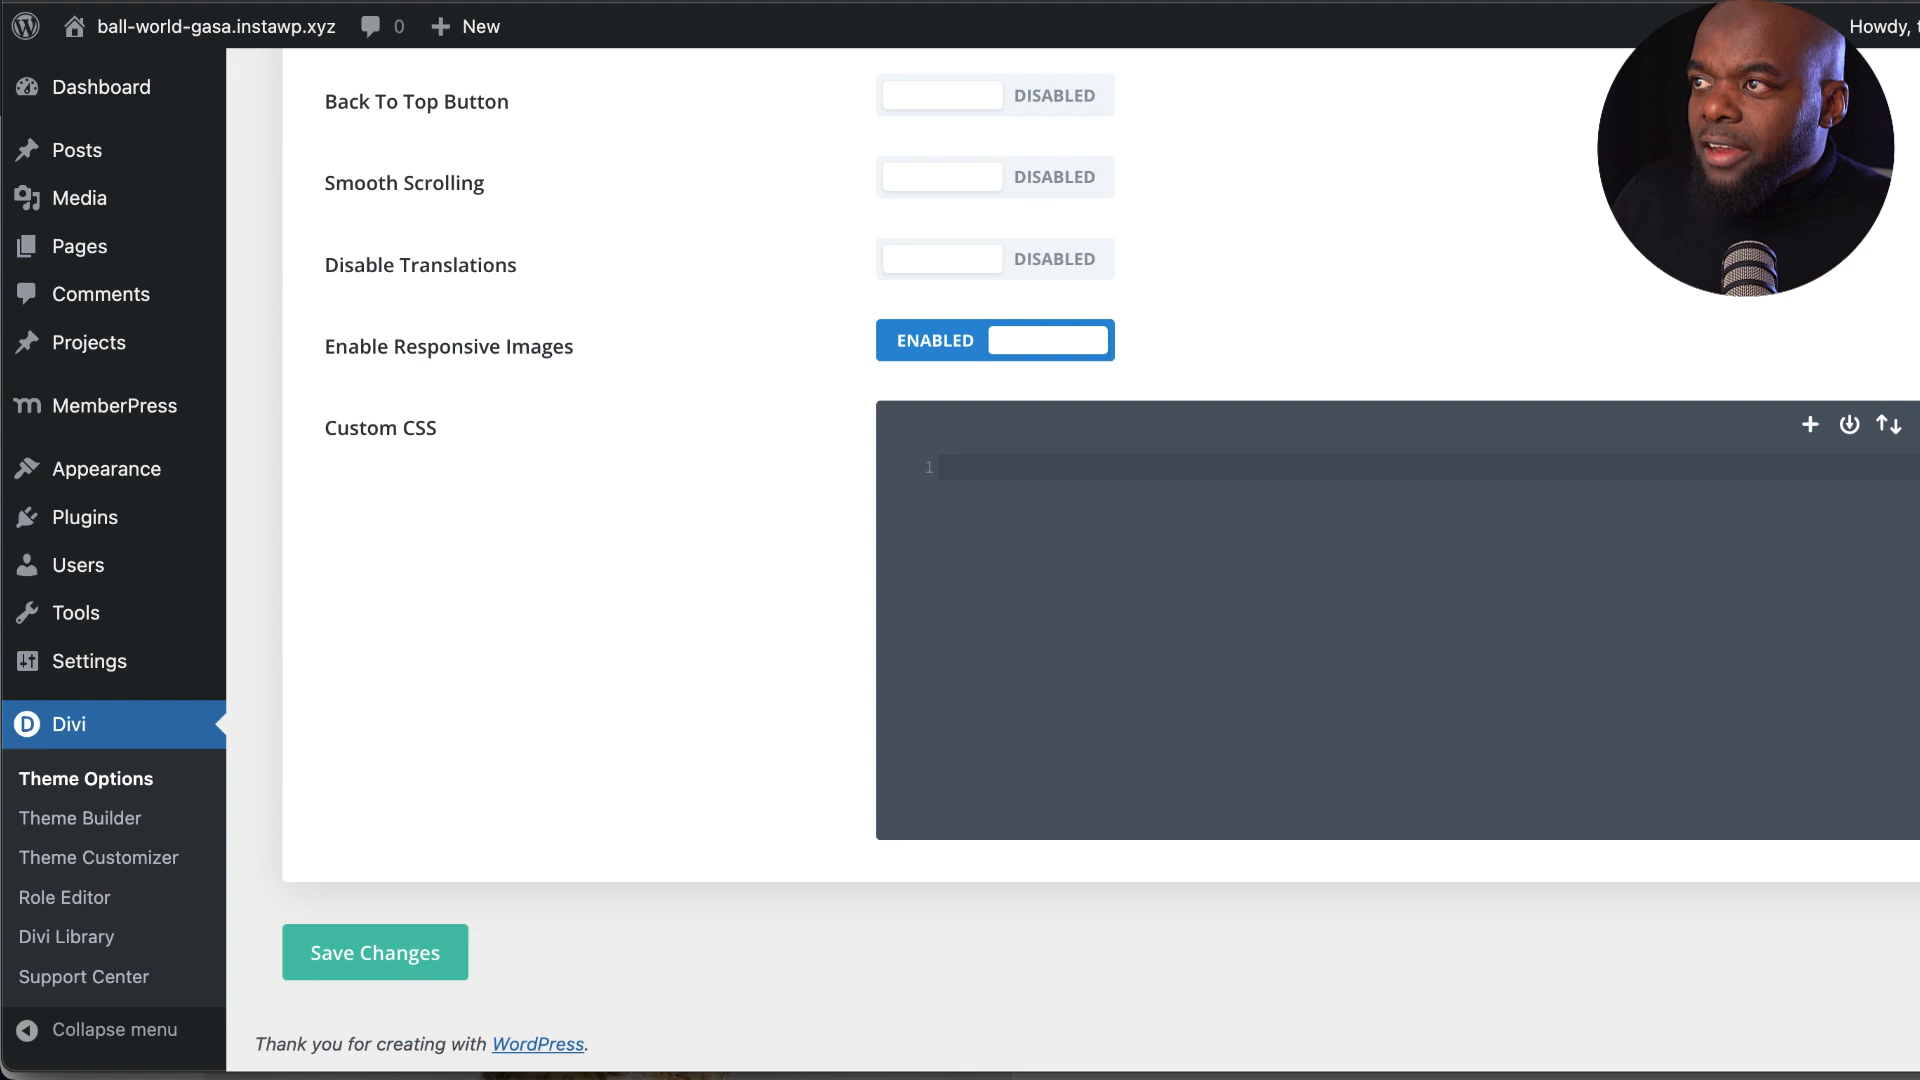 ball-world-gasa.instawp.xyz 0 New Howdy, t
Dashboard
Posts
Media
Pages
Comments
Projects
MemberPress
Appearance
Plugins
Users
Tools
Settings
Divi
Theme Options
Theme Builder
Theme Customizer
Role Editor
Divi Library
Support Center
Collapse menu
Back To Top Button DISABLED
Smooth Scrolling DISABLED
Disable Translations DISABLED
Enable Responsive Images ENABLED
Custom CSS
1
Save Changes
Thank you for creating with WordPress.